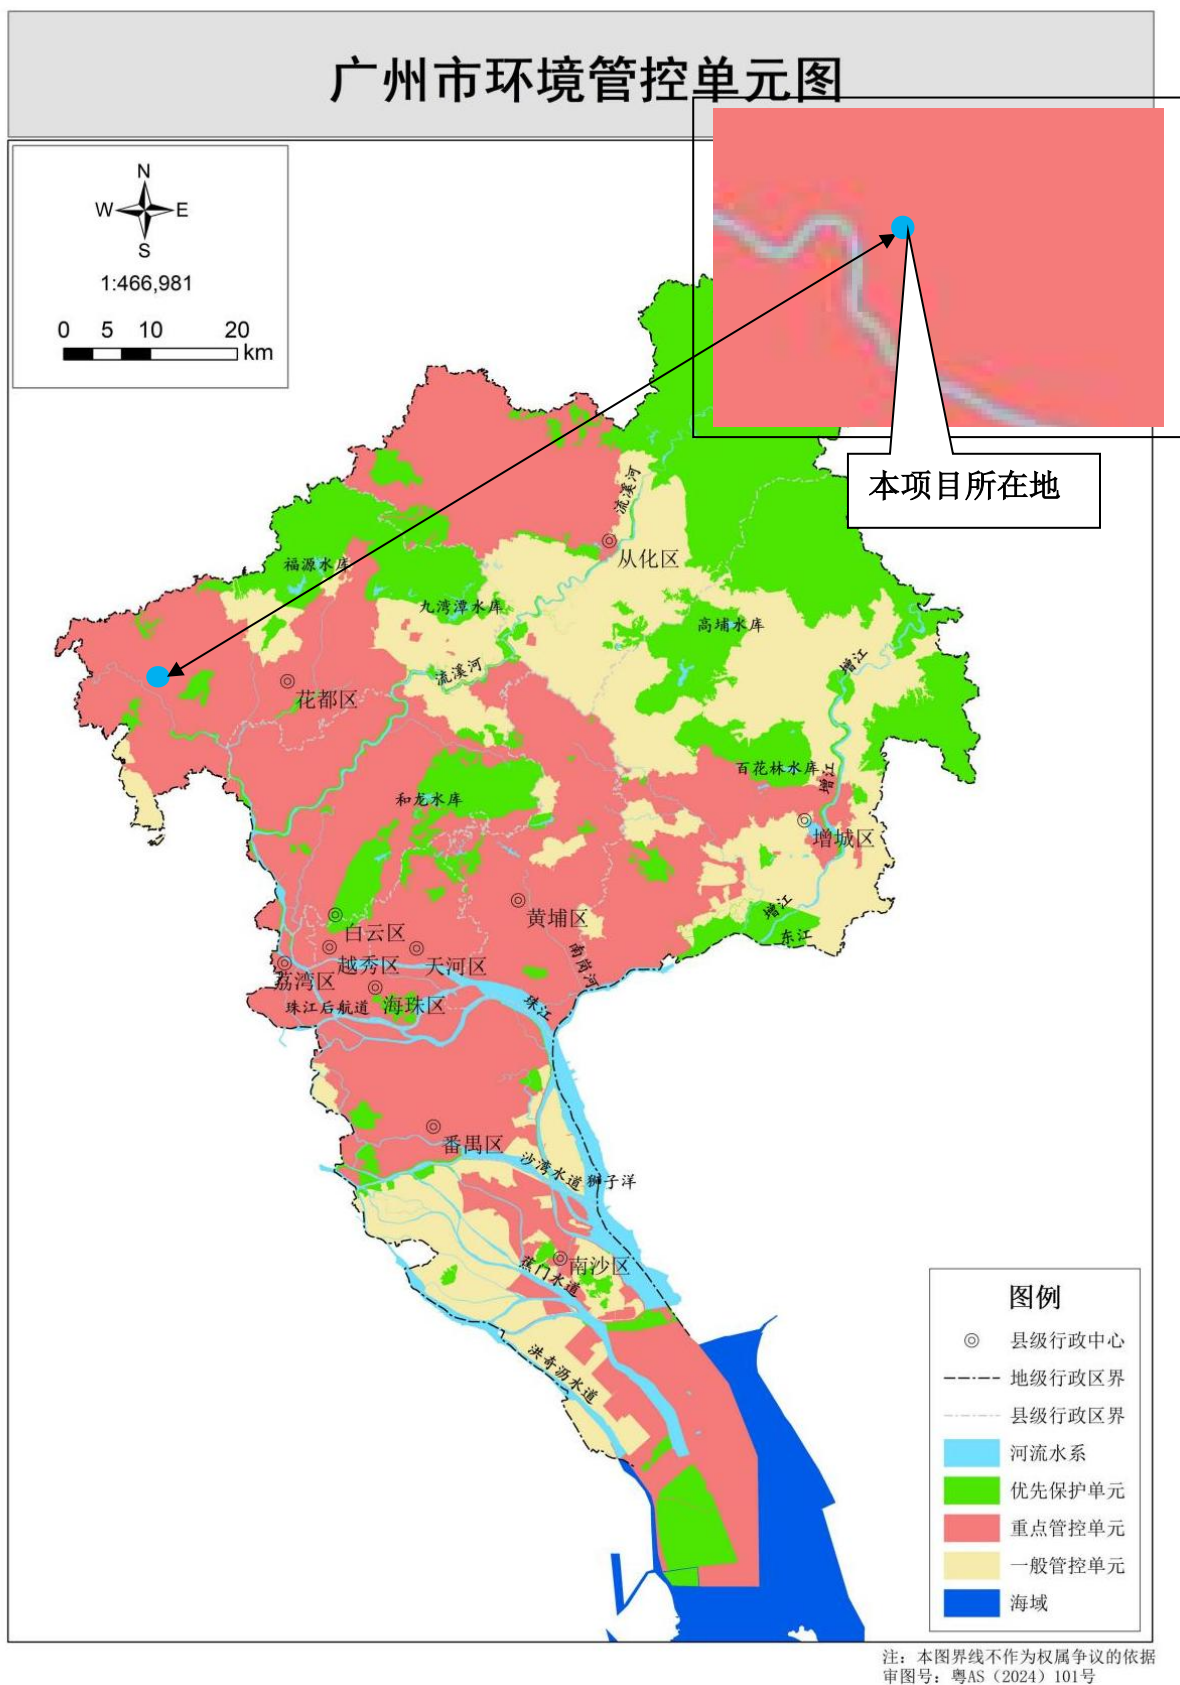 广州市环境管控单元图
N
W E
S
1:466,981
0 5 10 20
km
本项目所在地
流溪河
从化区
福源水库
九湾潭水库
高埔水库
增江
流溪河
花都区
百花林水库
增江
和龙水库
增城区
增江
东江
黄埔区
白云区
越秀区
天河区
南岗河
荔湾区
海珠区
珠江后航道
珠江
番禺区
沙湾水道
狮子洋
南沙区
蕉门水道
洪奇沥水道
图例
县级行政中心
地级行政区界
县级行政区界
河流水系
优先保护单元
重点管控单元
一般管控单元
海域
注：本图界线不作为权属争议的依据
审图号：粤AS（2024）101号